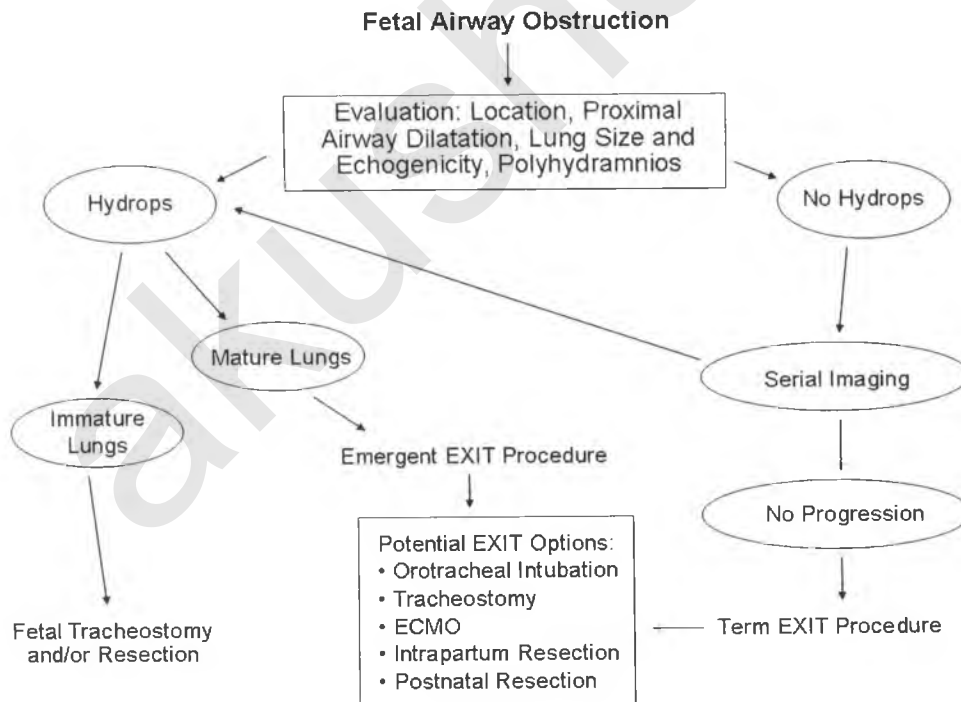 Fetal Airway Obstruction
Evaluation: Location, Proximal
Airway Dilatation, Lung Size and
Echogenicity, Polyhydramnios
Hydrops
No Hydrops
Mature Lungs
Serial Imaging
Immature
Lungs
Emergent EXIT Procedure
No Progression
Potential EXIT Options:
• Orotracheal Intubation
• Tracheostomy
• ECMO
• Intrapartum Resection
• Postnatal Resection
Fetal Tracheostomy
and/or Resection
Term EXIT Procedure
akushe